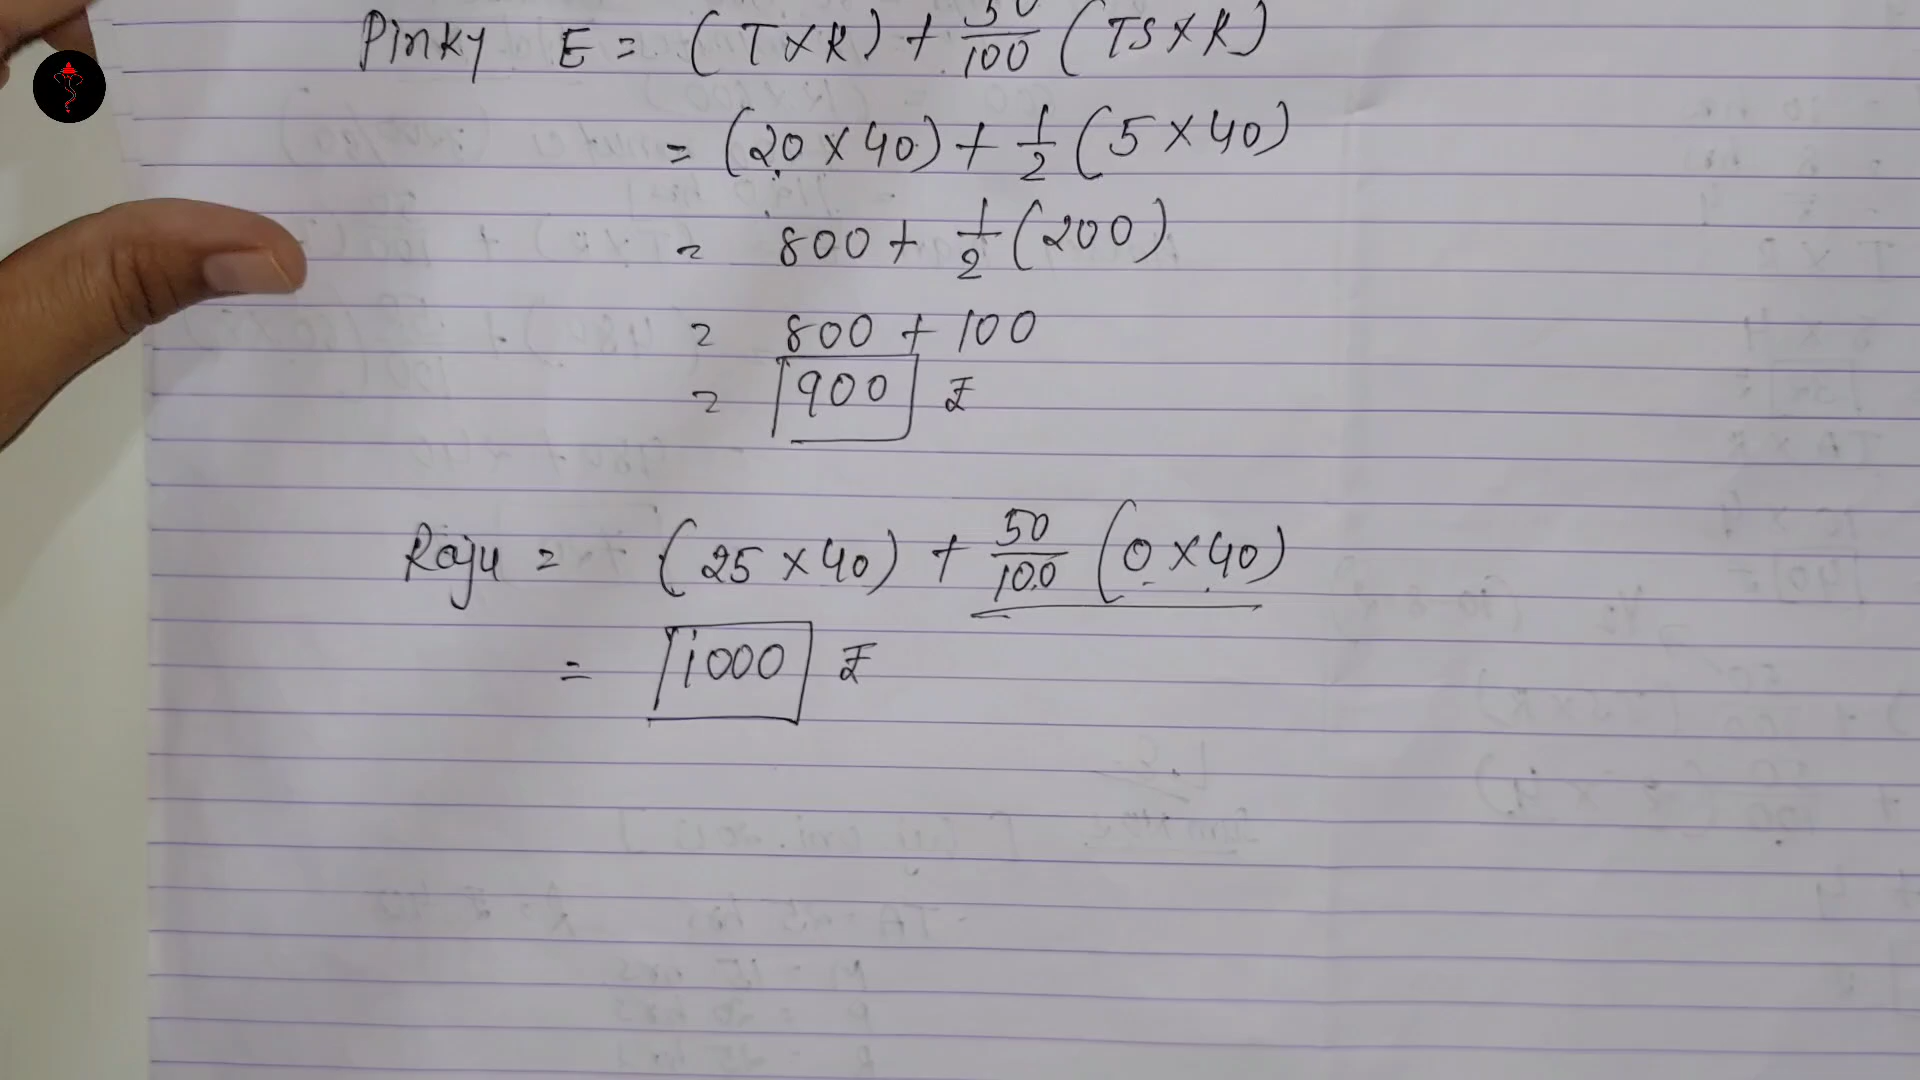 Pinky E = (T x R) + 50/100 (TS x R)
= (20 x 40) + 1/2 (5 x 40)
= 800 + 1/2 (200)
= 800 + 100
= 900 ₹
Raju = (25 x 40) + 50/100 (0 x 40)
= 1000 ₹